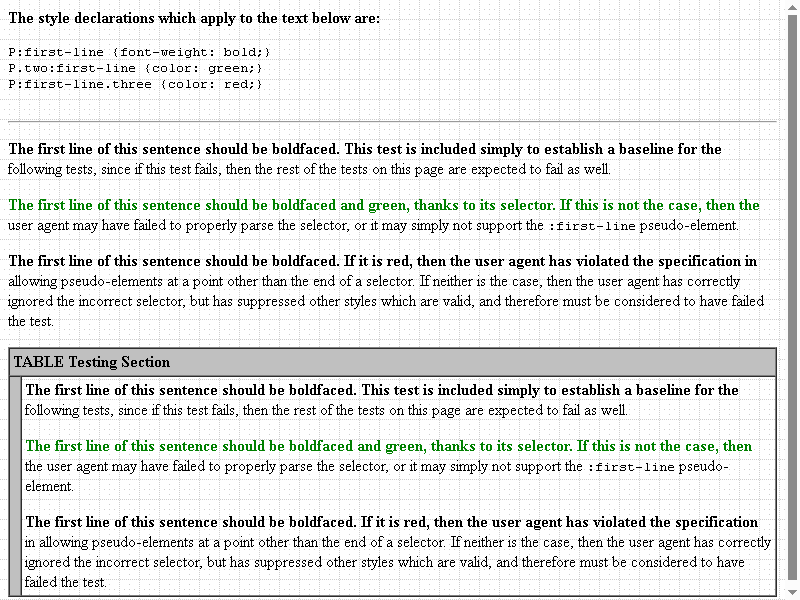 The style declarations which apply to the text below are:
P:first-line {font-weight: bold;}
P.two:first-line {color: green;}
P:first-line.three {color: red;}
The first line of this sentence should be boldfaced. This test is included simply to establish a baseline for the
following tests, since if this test fails, then the rest of the tests on this page are expected to fail as well.
The first line of this sentence should be boldfaced and green, thanks to its selector. If this is not the case, then the
user agent may have failed to properly parse the selector, or it may simply not support the :first-line pseudo-element.
The first line of this sentence should be boldfaced. If it is red, then the user agent has violated the specification in
allowing pseudo-elements at a point other than the end of a selector. If neither is the case, then the user agent has correctly
ignored the incorrect selector, but has suppressed other styles which are valid, and therefore must be considered to have failed
the test.
TABLE Testing Section
The first line of this sentence should be boldfaced. This test is included simply to establish a baseline for the
following tests, since if this test fails, then the rest of the tests on this page are expected to fail as well.
The first line of this sentence should be boldfaced and green, thanks to its selector. If this is not the case, then
the user agent may have failed to properly parse the selector, or it may simply not support the :first-line pseudo-
element.
The first line of this sentence should be boldfaced. If it is red, then the user agent has violated the specification
in allowing pseudo-elements at a point other than the end of a selector. If neither is the case, then the user agent has correctly
ignored the incorrect selector, but has suppressed other styles which are valid, and therefore must be considered to have
failed the test.